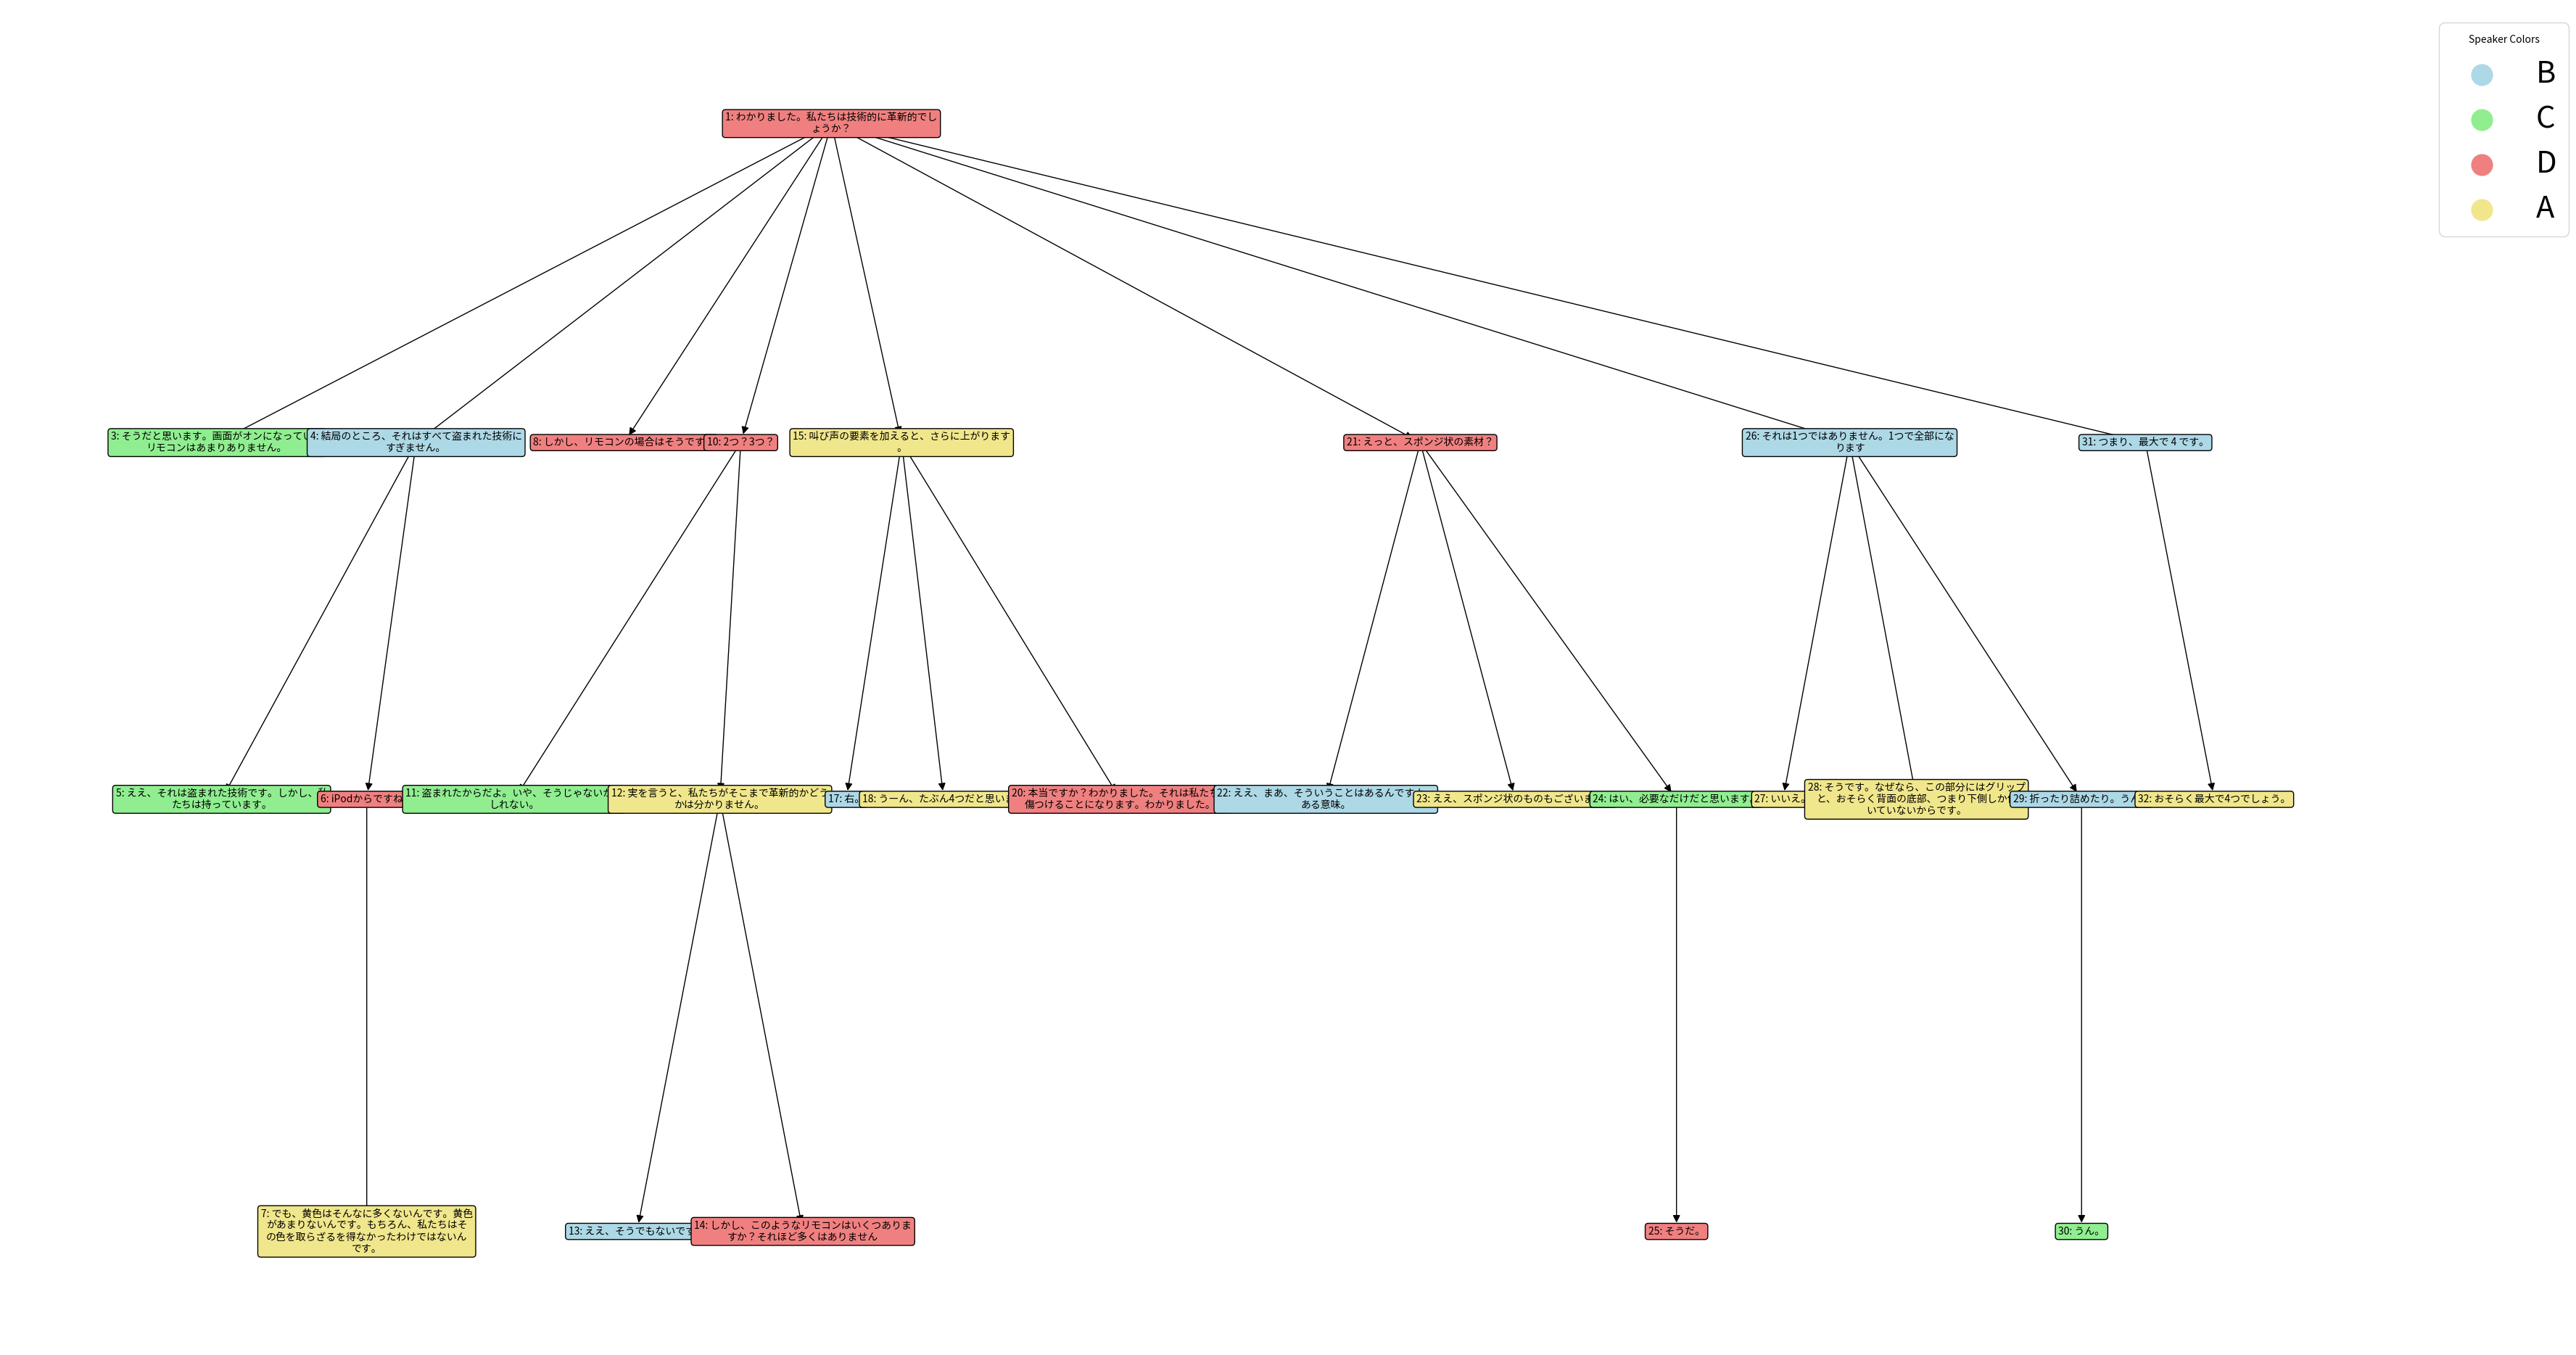 Speaker Colors
B
C
D
A
1: わかりました。私たちは技術的に革新的でし
ょうか？
3: そうだと思います。画面がオンになってい
リモコンはあまりありません。
4: 結局のところ、それはすべて盗まれた技術に
すぎません。
8: しかし、リモコンの場合はそうです
10: 2つ？3つ？
15: 叫び声の要素を加えると、さらに上がります
。
21: えっと、スポンジ状の素材？
26: それは1つではありません。1つで全部にな
ります
31: つまり、最大で 4 です。
5: ええ、それは盗まれた技術です。しかし、私
たちは持っています。
6: iPodからですね
11: 盗まれたからだよ。いや、そうじゃないか
しれない。
12: 実を言うと、私たちがそこまで革新的かどう
かは分かりません。
17: 右。
18: うーん、たぶん4つだと思い
20: 本当ですか？わかりました。それは私たち
傷つけることになります。わかりました。
22: ええ、まあ、そういうことはあるんです
ある意味。
23: ええ、スポンジ状のものもございま
24: はい、必要なだけだと思います
27: いいえ。
28: そうです。なぜなら、この部分にはグリップ
と、おそらく背面の底部、つまり下側しか
いていないからです。
29: 折ったり詰めたり。うん
32: おそらく最大で4つでしょう。
7: でも、黄色はそんなに多くないんです。黄色
があまりないんです。もちろん、私たちはそ
の色を取らざるを得なかったわけではないん
です。
13: ええ、そうでもないです
14: しかし、このようなリモコンはいくつありま
すか？それほど多くはありません
25: そうだ。
30: うん。